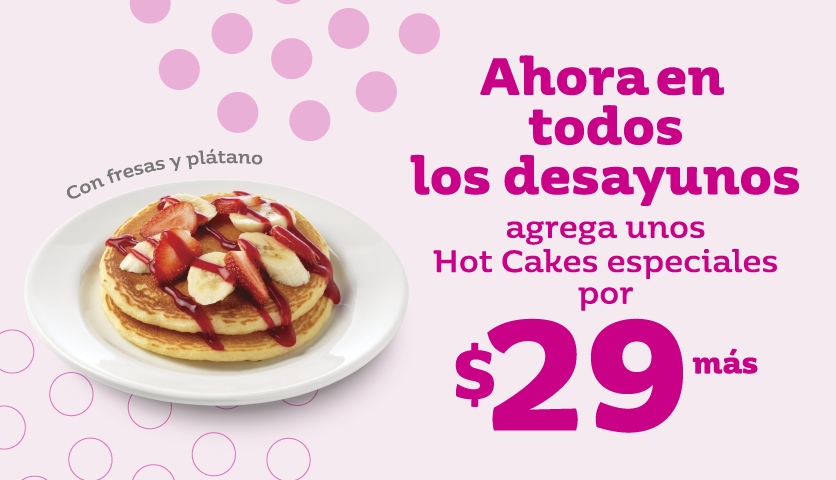 Ahora en
todos
los desayunos
agrega unos
Hot Cakes especiales
por
$29 más
Con fresas y plátano